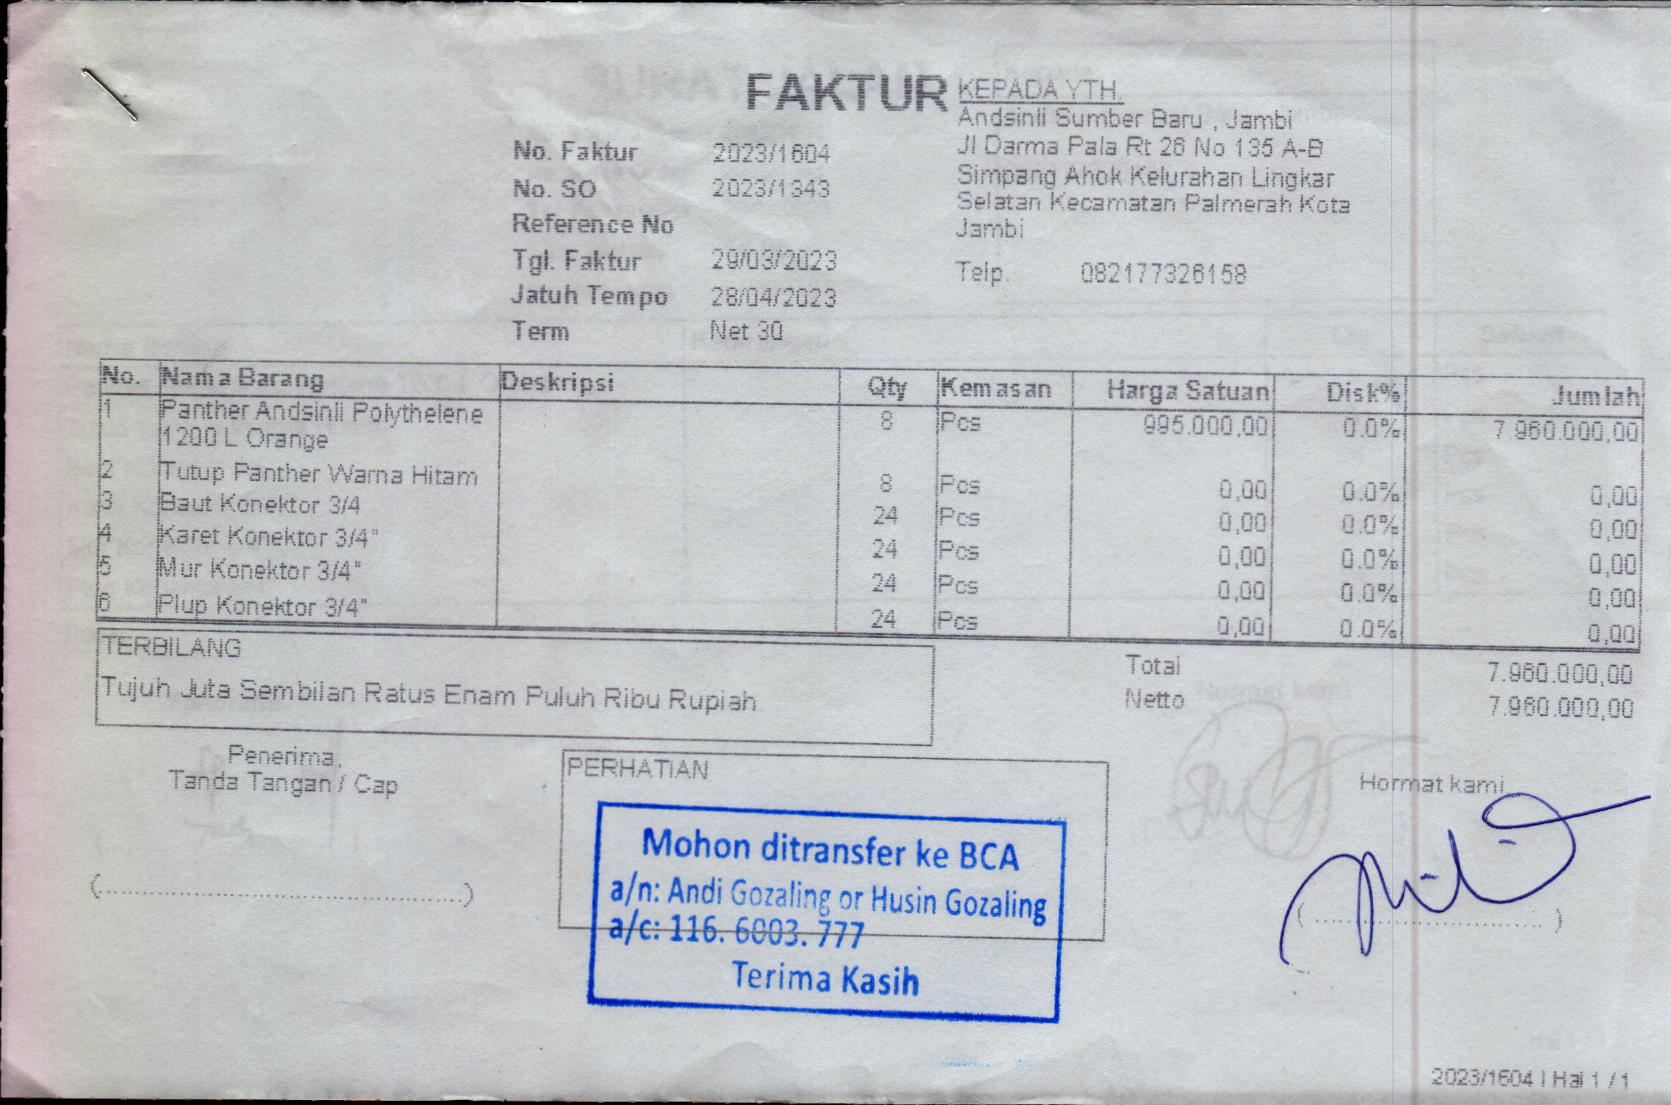 FAKTUR
No. Faktur 2023/1604
No. SO 2023/1343
Reference No
Tgl. Faktur 29/03/2023
Jatuh Tempo 28/04/2023
Term Net 30
KEPADA YTH.
Andsinli Sumber Baru , Jambi
Jl Darma Pala Rt 26 No 135 A-B
Simpang Ahok Kelurahan Lingkar
Selatan Kecamatan Palmerah Kota
Jambi
Telp. 082177326158
No. Nama Barang Deskripsi Qty Kemasan Harga Satuan Disk% Jumlah
1 Panther Andsinli Polythelene 8 Pcs 995.000,00 0.0% 7.960.000,00
1200 L Orange
2 Tutup Panther Warna Hitam 8 Pcs 0,00 0.0% 0,00
3 Baut Konektor 3/4 24 Pcs 0,00 0.0% 0,00
4 Karet Konektor 3/4" 24 Pcs 0,00 0.0% 0,00
5 Mur Konektor 3/4" 24 Pcs 0,00 0.0% 0,00
6 Plup Konektor 3/4" 24 Pcs 0,00 0.0% 0,00
TERBILANG
Tujuh Juta Sembilan Ratus Enam Puluh Ribu Rupiah
Total 7.960.000,00
Netto 7.960.000,00
Penerima,
Tanda Tangan / Cap
(..........................................)
PERHATIAN
Mohon ditransfer ke BCA
a/n: Andi Gozaling or Husin Gozaling
a/c: 116. 6003. 777
Terima Kasih
Hormat kami
(..........................................)
2023/1604 | Hal 1 / 1